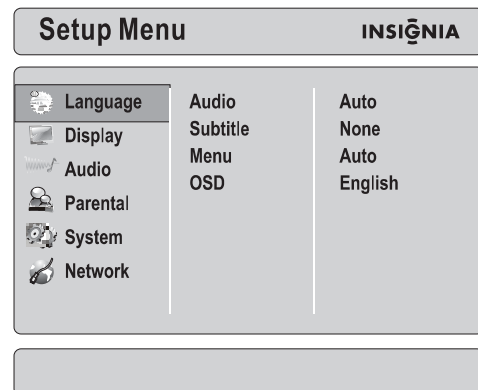 Setup Menu INSIGNIA
Language Audio Auto
Display Subtitle None
Audio Menu Auto
Parental OSD English
System
Network